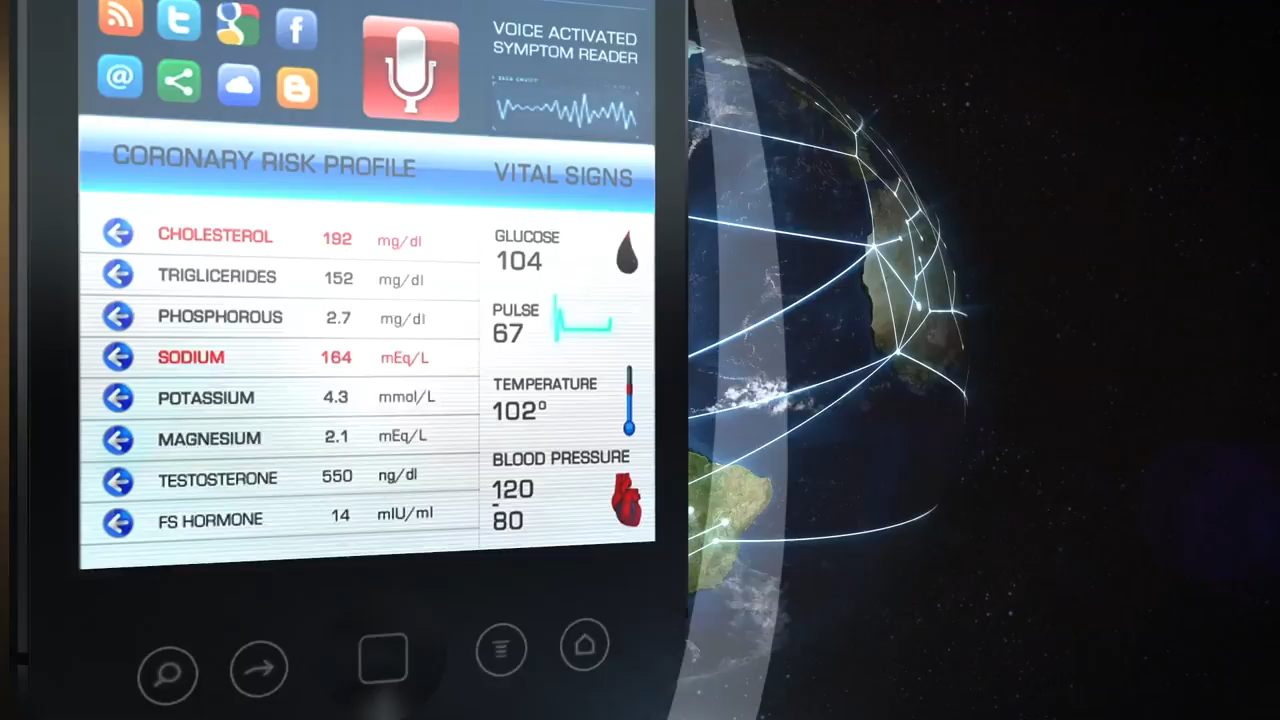 VOICE ACTIVATED
SYMPTOM READER
CORONARY RISK PROFILE
VITAL SIGNS
CHOLESTEROL 192 mg/dl
TRIGLICERIDES 152 mg/dl
PHOSPHOROUS 2.7 mg/dl
SODIUM 164 mEq/L
POTASSIUM 4.3 mmol/L
MAGNESIUM 2.1 mEq/L
TESTOSTERONE 550 ng/dl
FS HORMONE 14 mIU/ml
GLUCOSE
104
PULSE
67
TEMPERATURE
102°
BLOOD PRESSURE
120
80